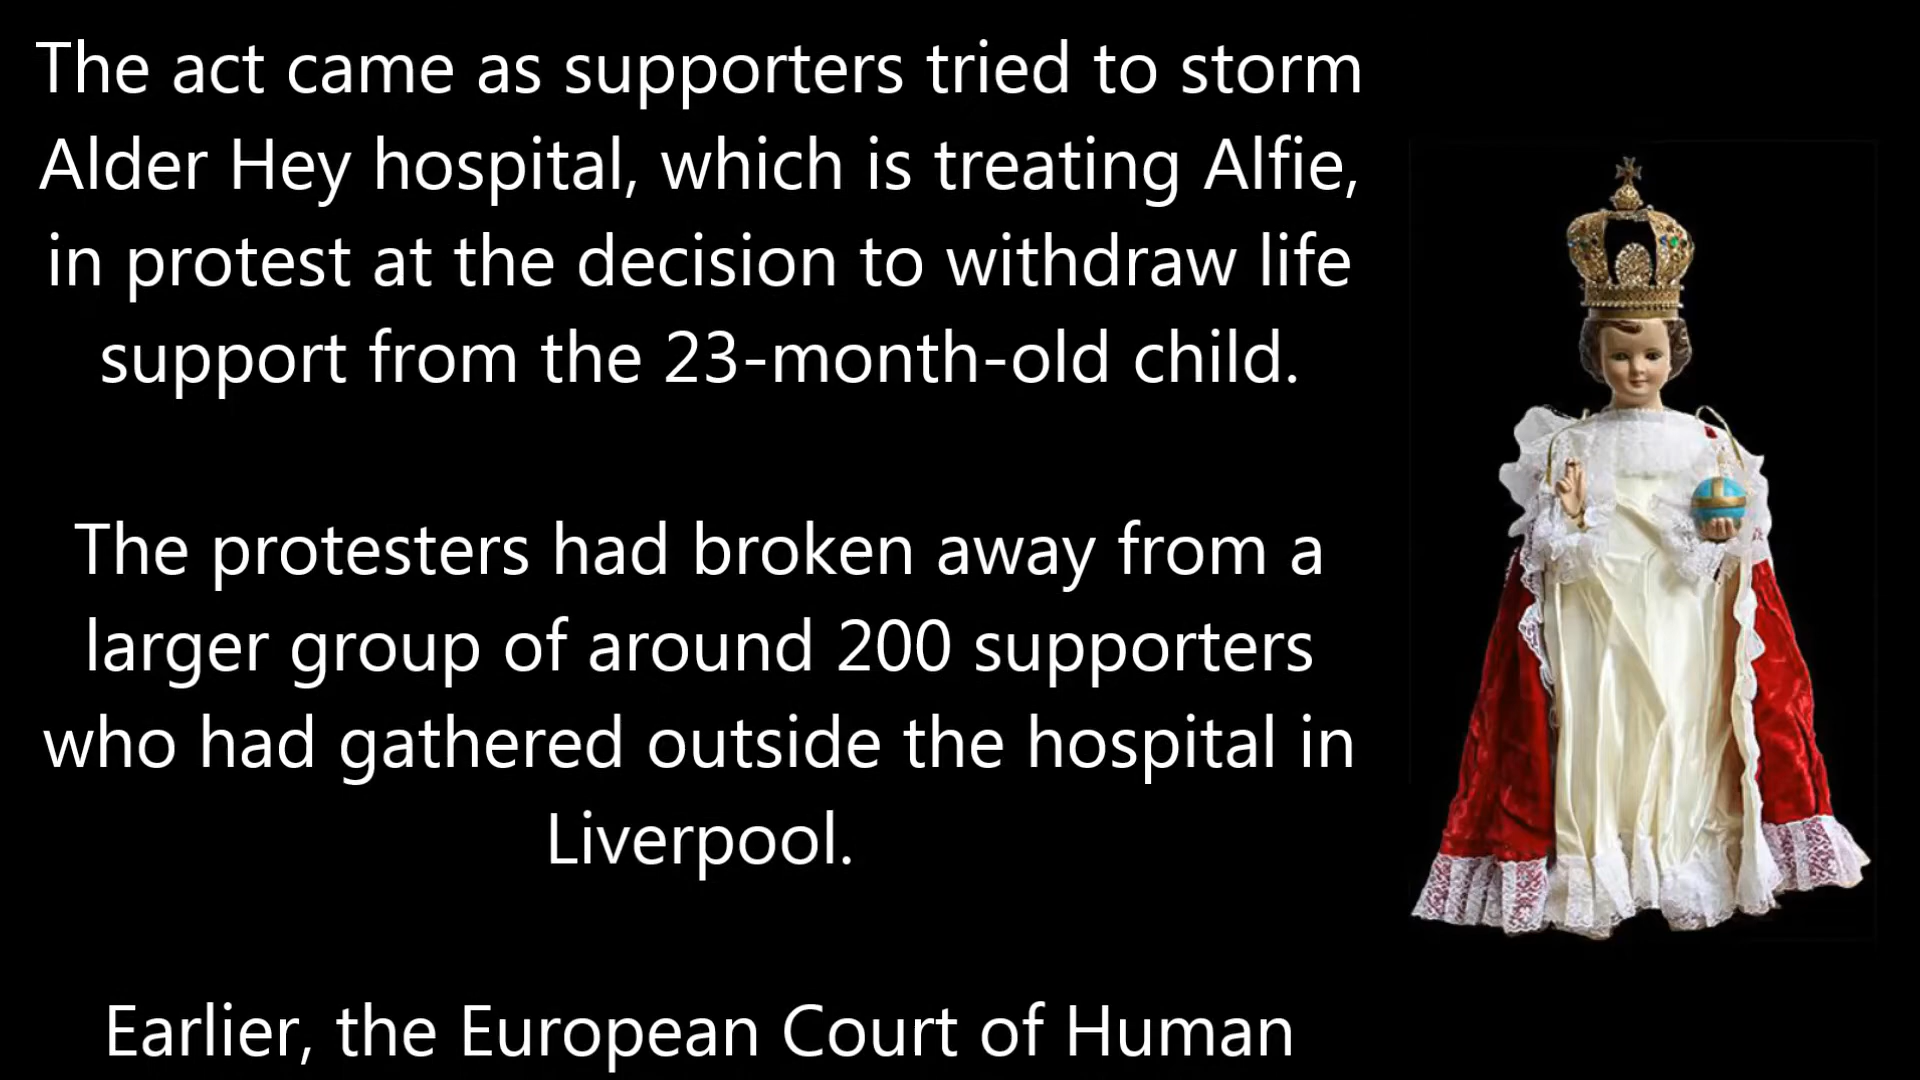 The act came as supporters tried to storm
Alder Hey hospital, which is treating Alfie,
in protest at the decision to withdraw life
support from the 23-month-old child.
The protesters had broken away from a
larger group of around 200 supporters
who had gathered outside the hospital in
Liverpool.
Earlier, the European Court of Human